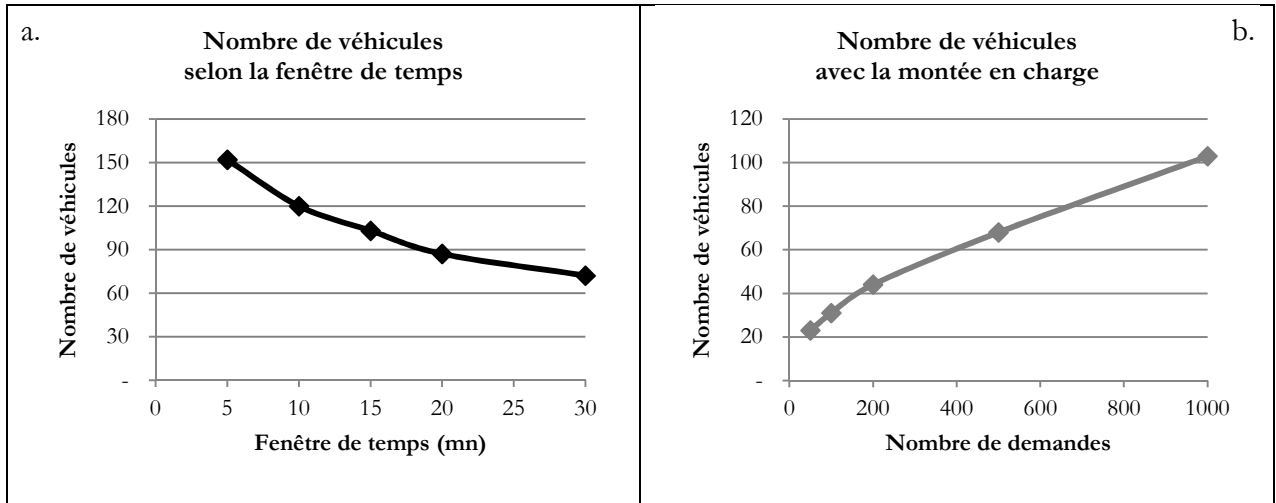 a.
Nombre de véhicules
selon la fenêtre de temps
Nombre de véhicules
180
150
120
90
60
30
-
0 5 10 15 20 25 30
Fenêtre de temps (mn)
b.
Nombre de véhicules
avec la montée en charge
Nombre de véhicules
120
100
80
60
40
20
-
0 200 400 600 800 1000
Nombre de demandes